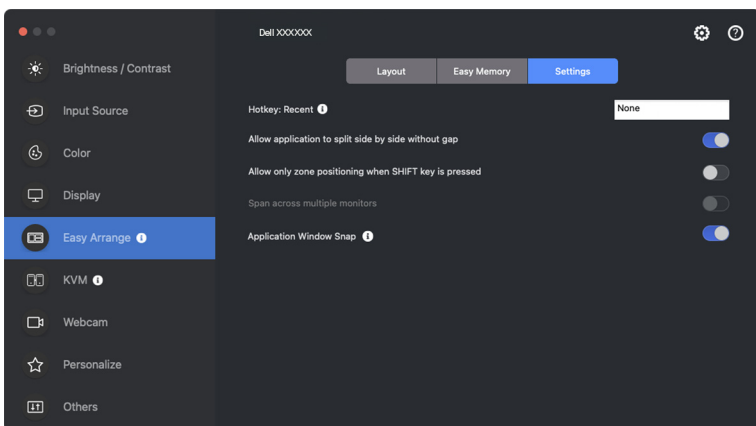 Dell XXXXXX
Brightness / Contrast
Input Source
Color
Display
Easy Arrange
KVM
Webcam
Personalize
Others
Layout Easy Memory Settings
Hotkey: Recent None
Allow application to split side by side without gap
Allow only zone positioning when SHIFT key is pressed
Span across multiple monitors
Application Window Snap